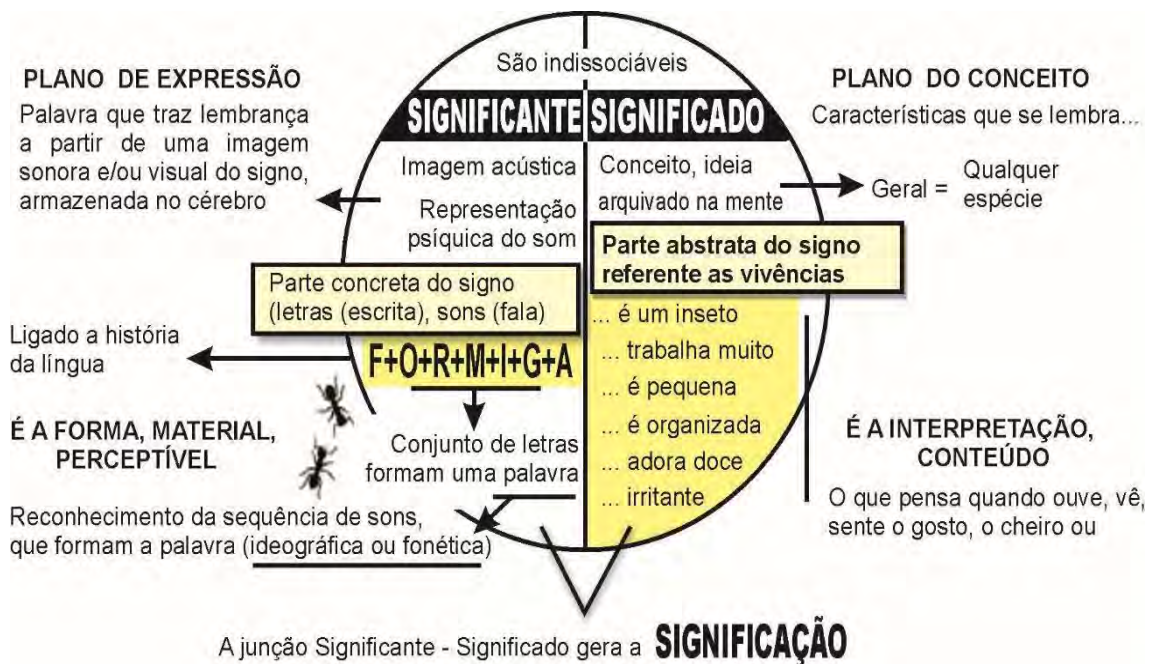 São indissociáveis
PLANO DE EXPRESSÃO
Palavra que traz lembrança
a partir de uma imagem
sonora e/ou visual do signo,
armazenada no cérebro
SIGNIFICANTE
Imagem acústica
Representação
psíquica do som
Parte concreta do signo
(letras (escrita), sons (fala)
Ligado a história
da língua
F+O+R+M+I+G+A
É A FORMA, MATERIAL,
PERCEPTÍVEL
Conjunto de letras
formam uma palavra
Reconhecimento da sequência de sons,
que formam a palavra (ideográfica ou fonética)
SIGNIFICADO
Conceito, ideia
arquivado na mente
PLANO DO CONCEITO
Características que se lembra...
Geral = Qualquer
espécie
Parte abstrata do signo
referente as vivências
... é um inseto
... trabalha muito
... é pequena
... é organizada
... adora doce
... irritante
É A INTERPRETAÇÃO,
CONTEÚDO
O que pensa quando ouve, vê,
sente o gosto, o cheiro ou
A junção Significante - Significado gera a SIGNIFICAÇÃO